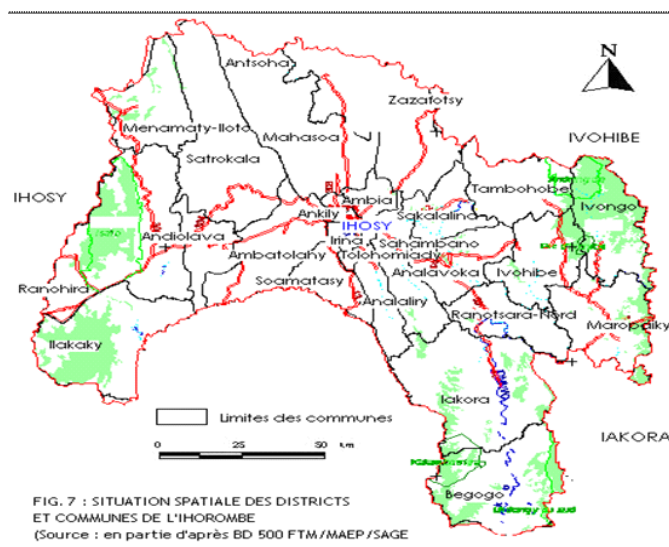 N
Antsoha
Zazafotsy
IVOHIBE
Menamaty-Iloto
Mahasoa
Satrokala
IHOSY
Tambohobe
Ivongo
Ambia
Ankily
Sakalalina
IHOSY
Andiolava
Irina
Sahambano
Ambatolahy
Tolohomiady
Analavoka
Ivohibe
Ranohira
Soamatasy
Analaliry
Ranotsara-Nord
Maropaiky
Ilakaky
Iakora
Limites des communes
IAKORA
0 25 50 km
Begogo
FIG. 7 : SITUATION SPATIALE DES DISTRICTS
ET COMMUNES DE L'IHOROMBE
(Source : en partie d'après BD 500 FTM/MAEP/SAGE